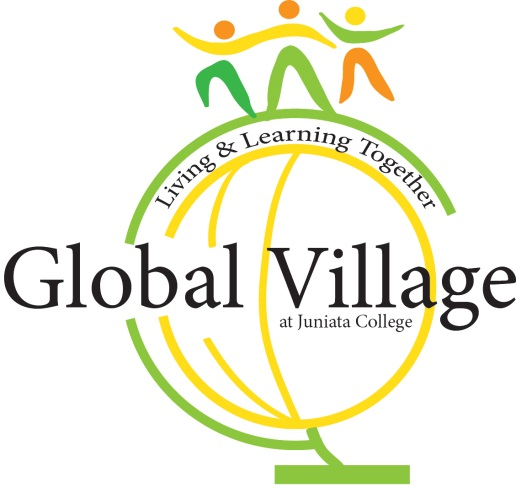 Living & Learning Together
Global Village
at Juniata College